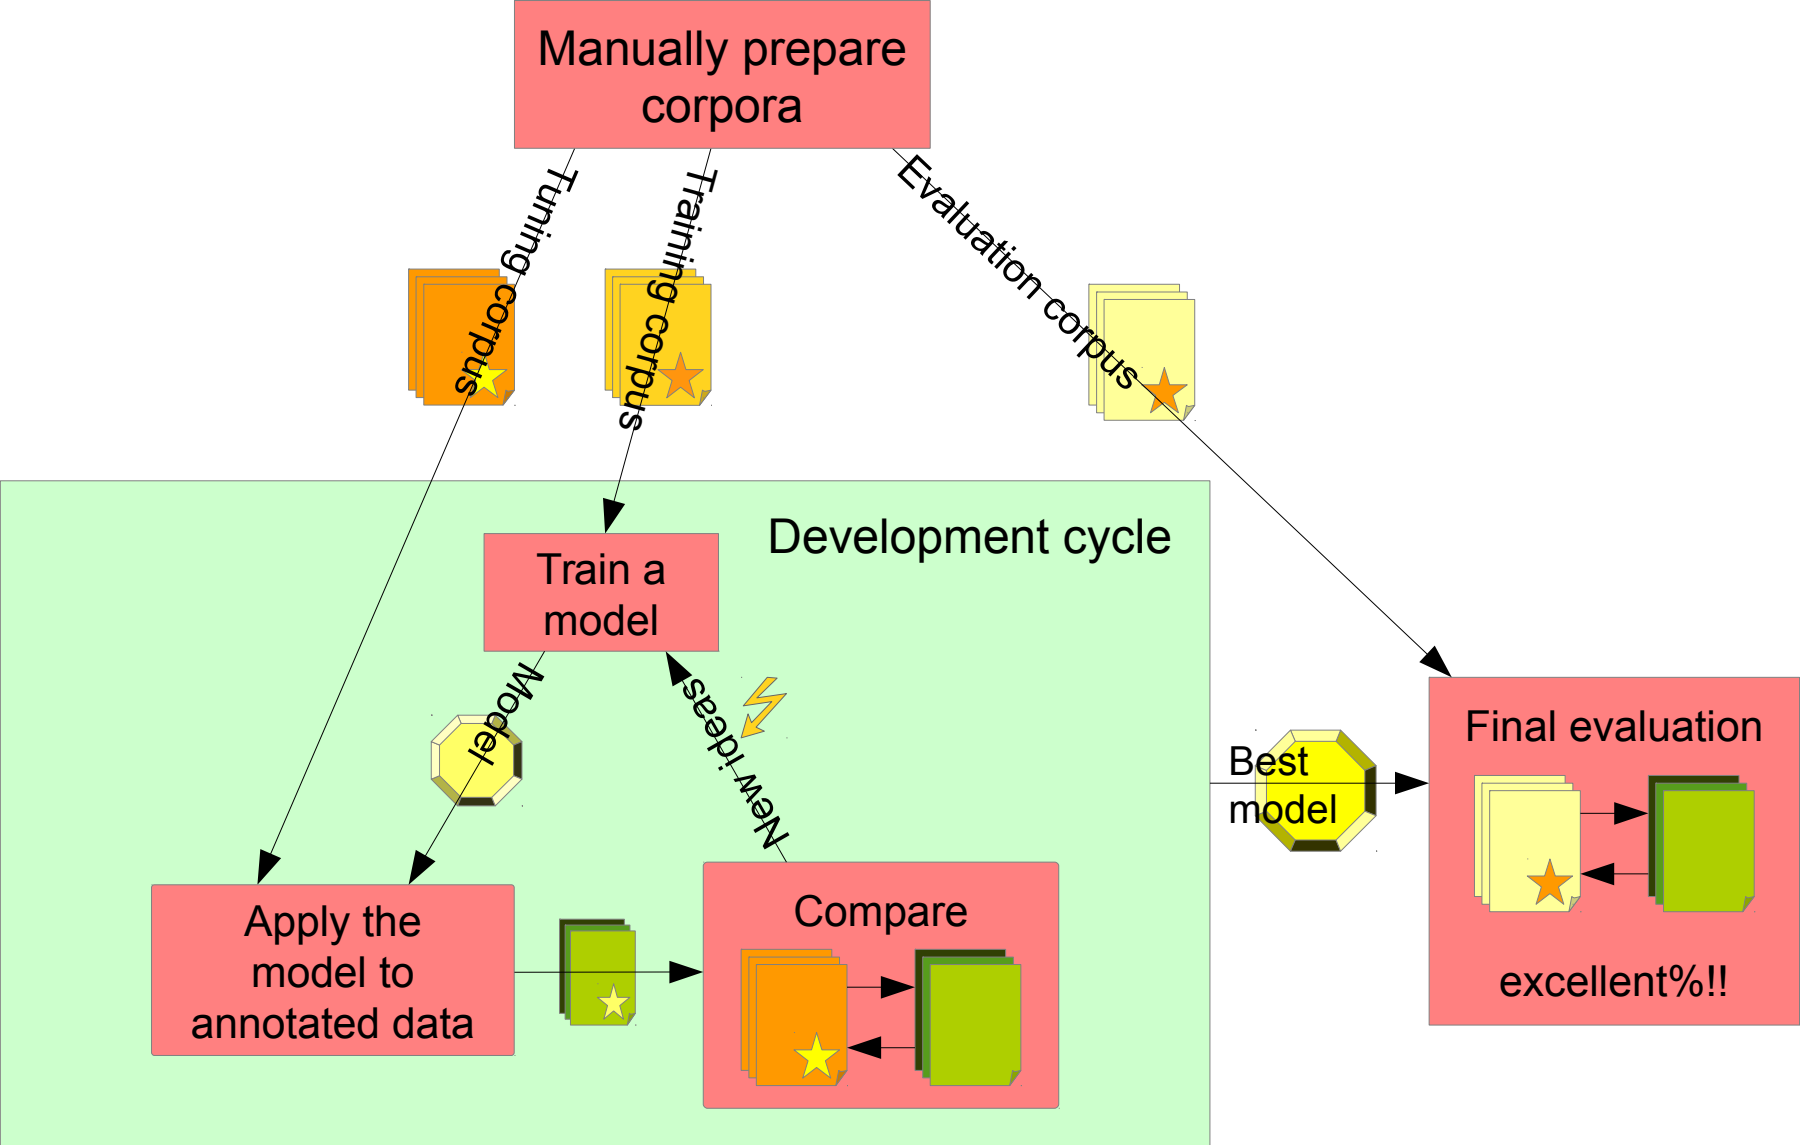 Manually prepare
corpora
Tuning corpus
Training corpus
Evaluation corpus
Development cycle
Train a
model
Model
New ideas
Best
model
Final evaluation
excellent%!!
Apply the
model to
annotated data
Compare